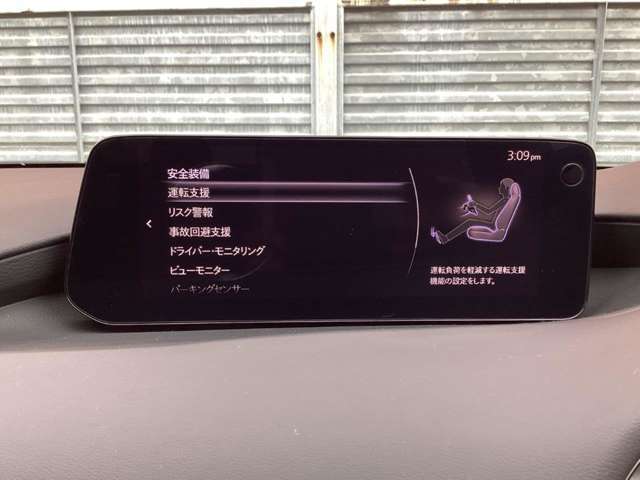 3:09pm
安全装備
運転支援
リスク警報
事故回避支援
ドライバー・モニタリング
ビューモニター
パーキングセンサー
運転負荷を軽減する運転支援
機能の設定をします。